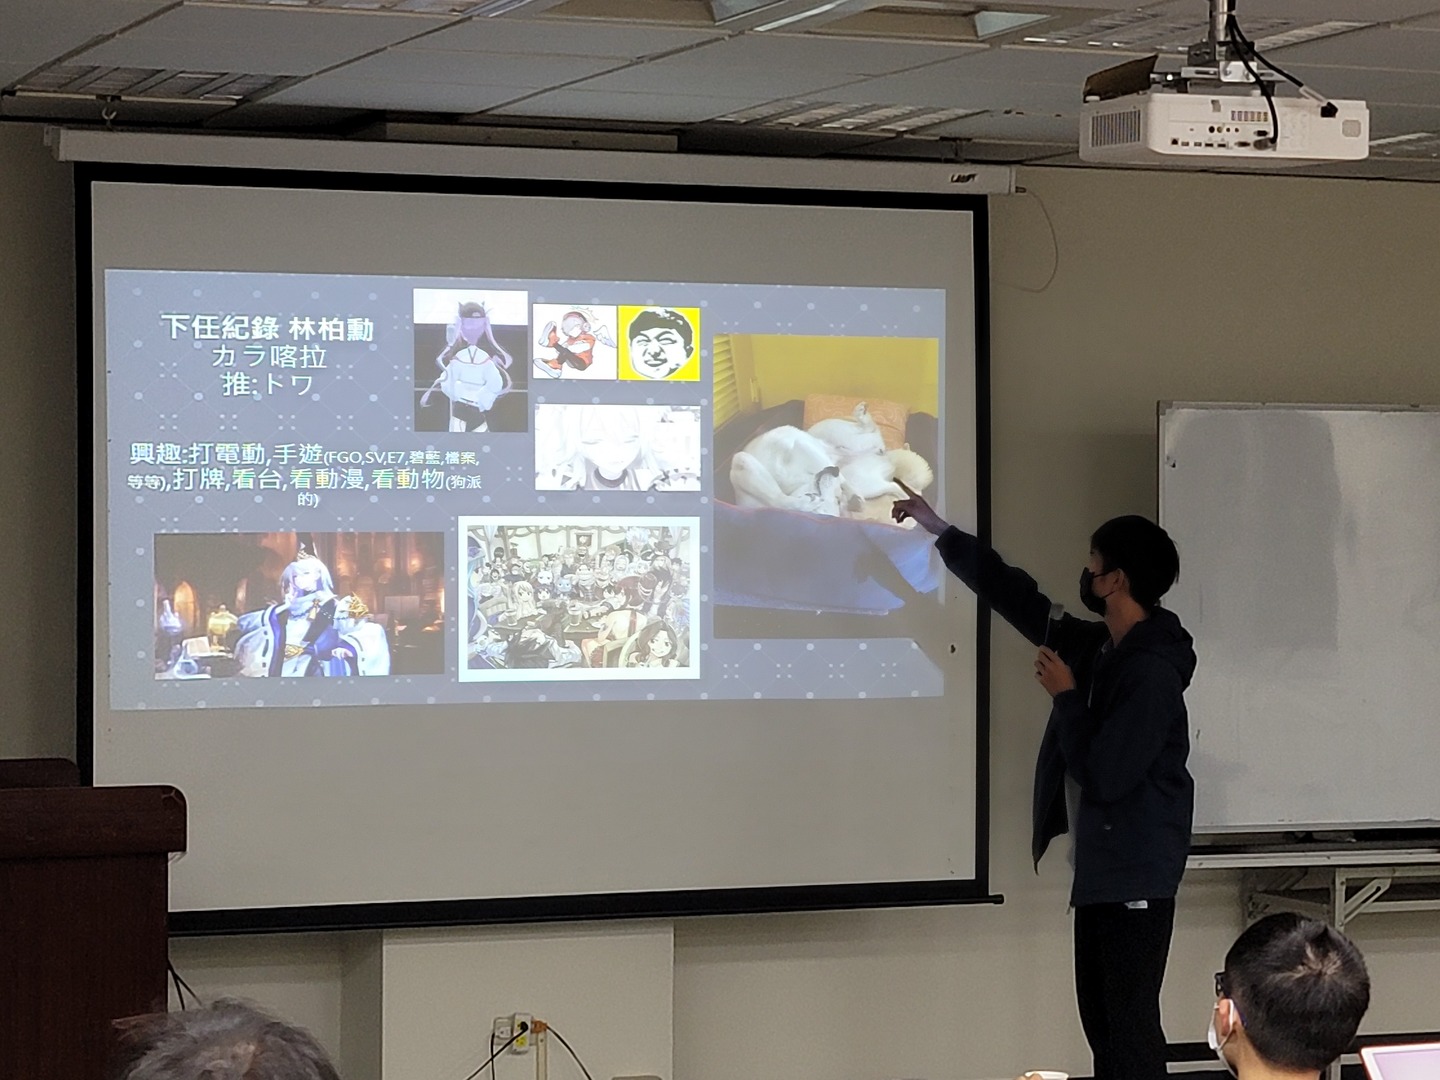 下任紀錄 林柏勳
カラ喀拉
推:トワ
興趣:打電動,手遊(FGO,SV,E7,碧藍,檔案,
等等),打牌,看台,看動漫,看動物(狗派
的)